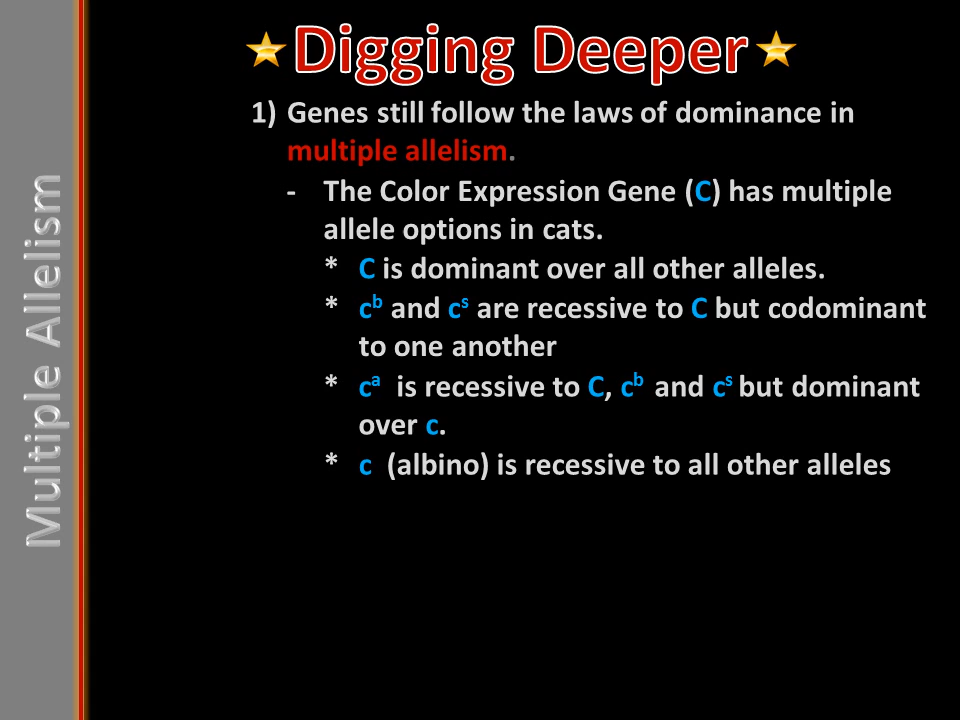 Digging Deeper
1) Genes still follow the laws of dominance in
multiple allelism.
- The Color Expression Gene (C) has multiple
allele options in cats.
* C is dominant over all other alleles.
* cᵇ and cˢ are recessive to C but codominant
to one another
* cᵃ is recessive to C, cᵇ and cˢ but dominant
over c.
* c (albino) is recessive to all other alleles
Multiple Allelism